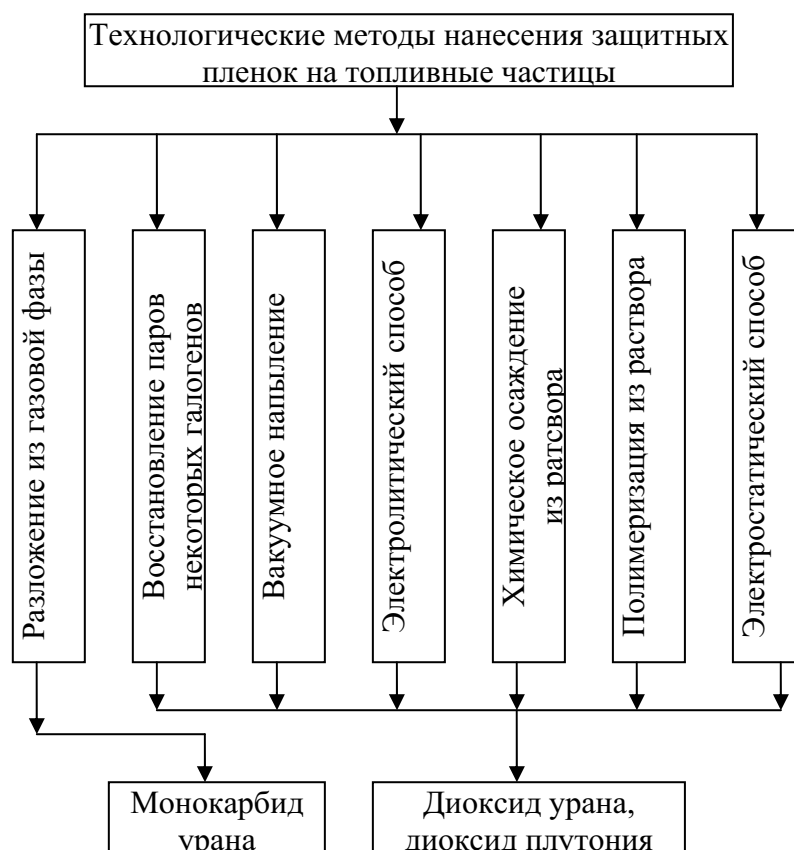 Технологические методы нанесения защитных
пленок на топливные частицы
Разложение из газовой фазы
Восстановление паров
некоторых галогенов
Вакуумное напыление
Электролитический способ
Химическое осаждение
из ратсвора
Полимеризация из раствора
Электростатический способ
Монокарбид
урана
Диоксид урана,
диоксид плутония